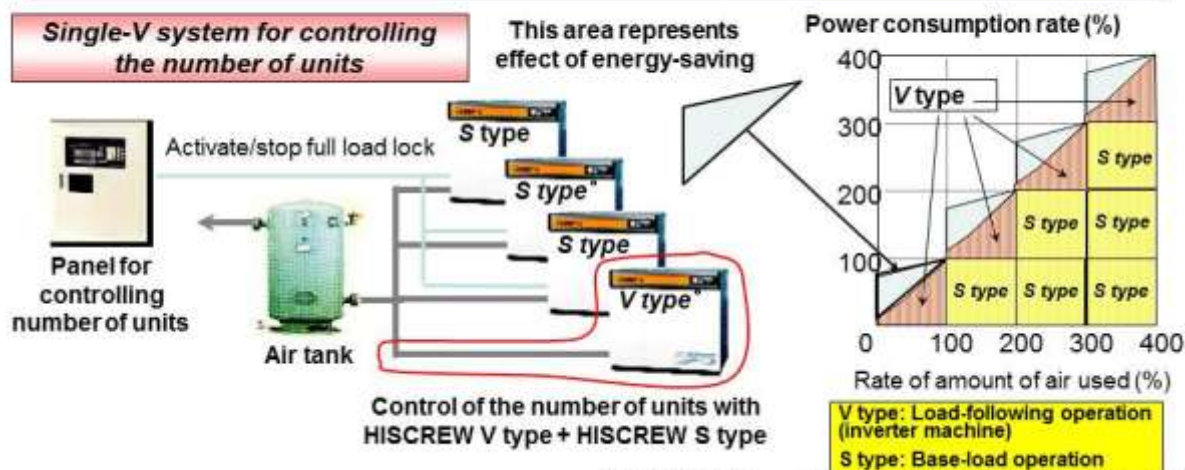 Single-V system for controlling
the number of units
This area represents
effect of energy-saving
Power consumption rate (%)
Activate/stop full load lock
S type
S type*
S type
V type*
Panel for
controlling
number of units
Air tank
Control of the number of units with
HISCREW V type + HISCREW S type
400
300
200
100
V type
S type
S type
S type
S type
S type
S type
0
100
200
300
400
Rate of amount of air used (%)
V type: Load-following operation
(inverter machine)
S type: Base-load operation